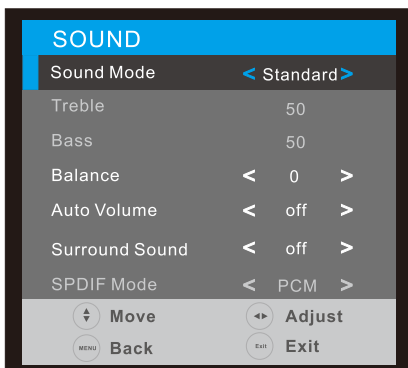 SOUND
Sound Mode < Standard>
Treble 50
Bass 50
Balance < 0 >
Auto Volume < off >
Surround Sound < off >
SPDIF Mode < PCM >
Move Adjust
MENU Back Exit Exit